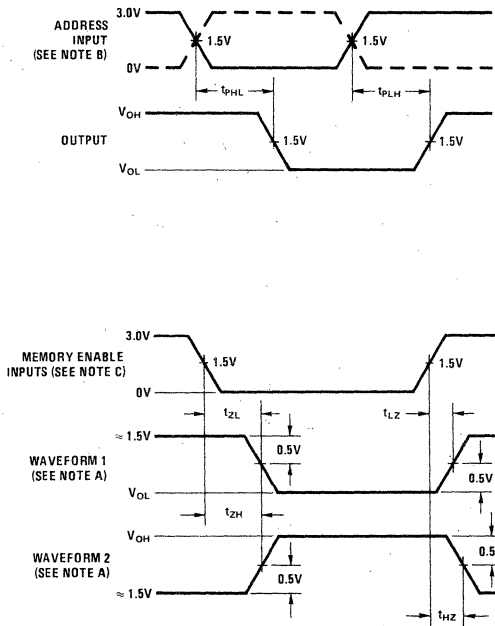 ADDRESS
INPUT
(SEE NOTE B)
3.0V
1.5V
1.5V
0V
tPHL
tPLH
VOH
OUTPUT
1.5V
1.5V
VOL
3.0V
MEMORY ENABLE
INPUTS (SEE NOTE C)
1.5V
1.5V
0V
tZL
tLZ
≈ 1.5V
0.5V
WAVEFORM 1
(SEE NOTE A)
0.5V
VOL
tZH
VOH
WAVEFORM 2
(SEE NOTE A)
0.5
0.5V
≈ 1.5V
tHZ